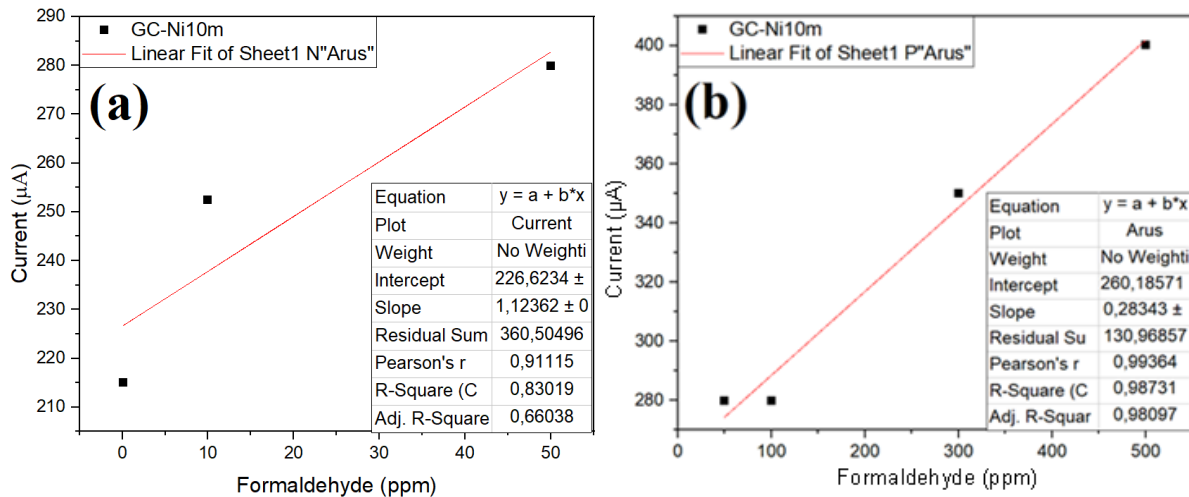 (a)
GC-Ni10m
Linear Fit of Sheet1 N"Arus"
Current (µA)
290
280
270
260
250
240
230
220
210
Equation y = a + b*x
Plot Current
Weight No Weighti
Intercept 226,6234 ±
Slope 1,12362 ± 0
Residual Sum 360,50496
Pearson's r 0,91115
R-Square (C 0,83019
Adj. R-Square 0,66038
0 10 20 30 40 50
Formaldehyde (ppm)
(b)
GC-Ni10m
Linear Fit of Sheet1 P"Arus"
Current (µA)
400
380
360
340
320
300
280
Equation y = a + b*x
Plot Arus
Weight No Weighti
Intercept 260,18571
Slope 0,28343 ±
Residual Su 130,96857
Pearson's r 0,99364
R-Square (C 0,98731
Adj. R-Squar 0,98097
0 100 200 300 400 500
Formaldehyde (ppm)